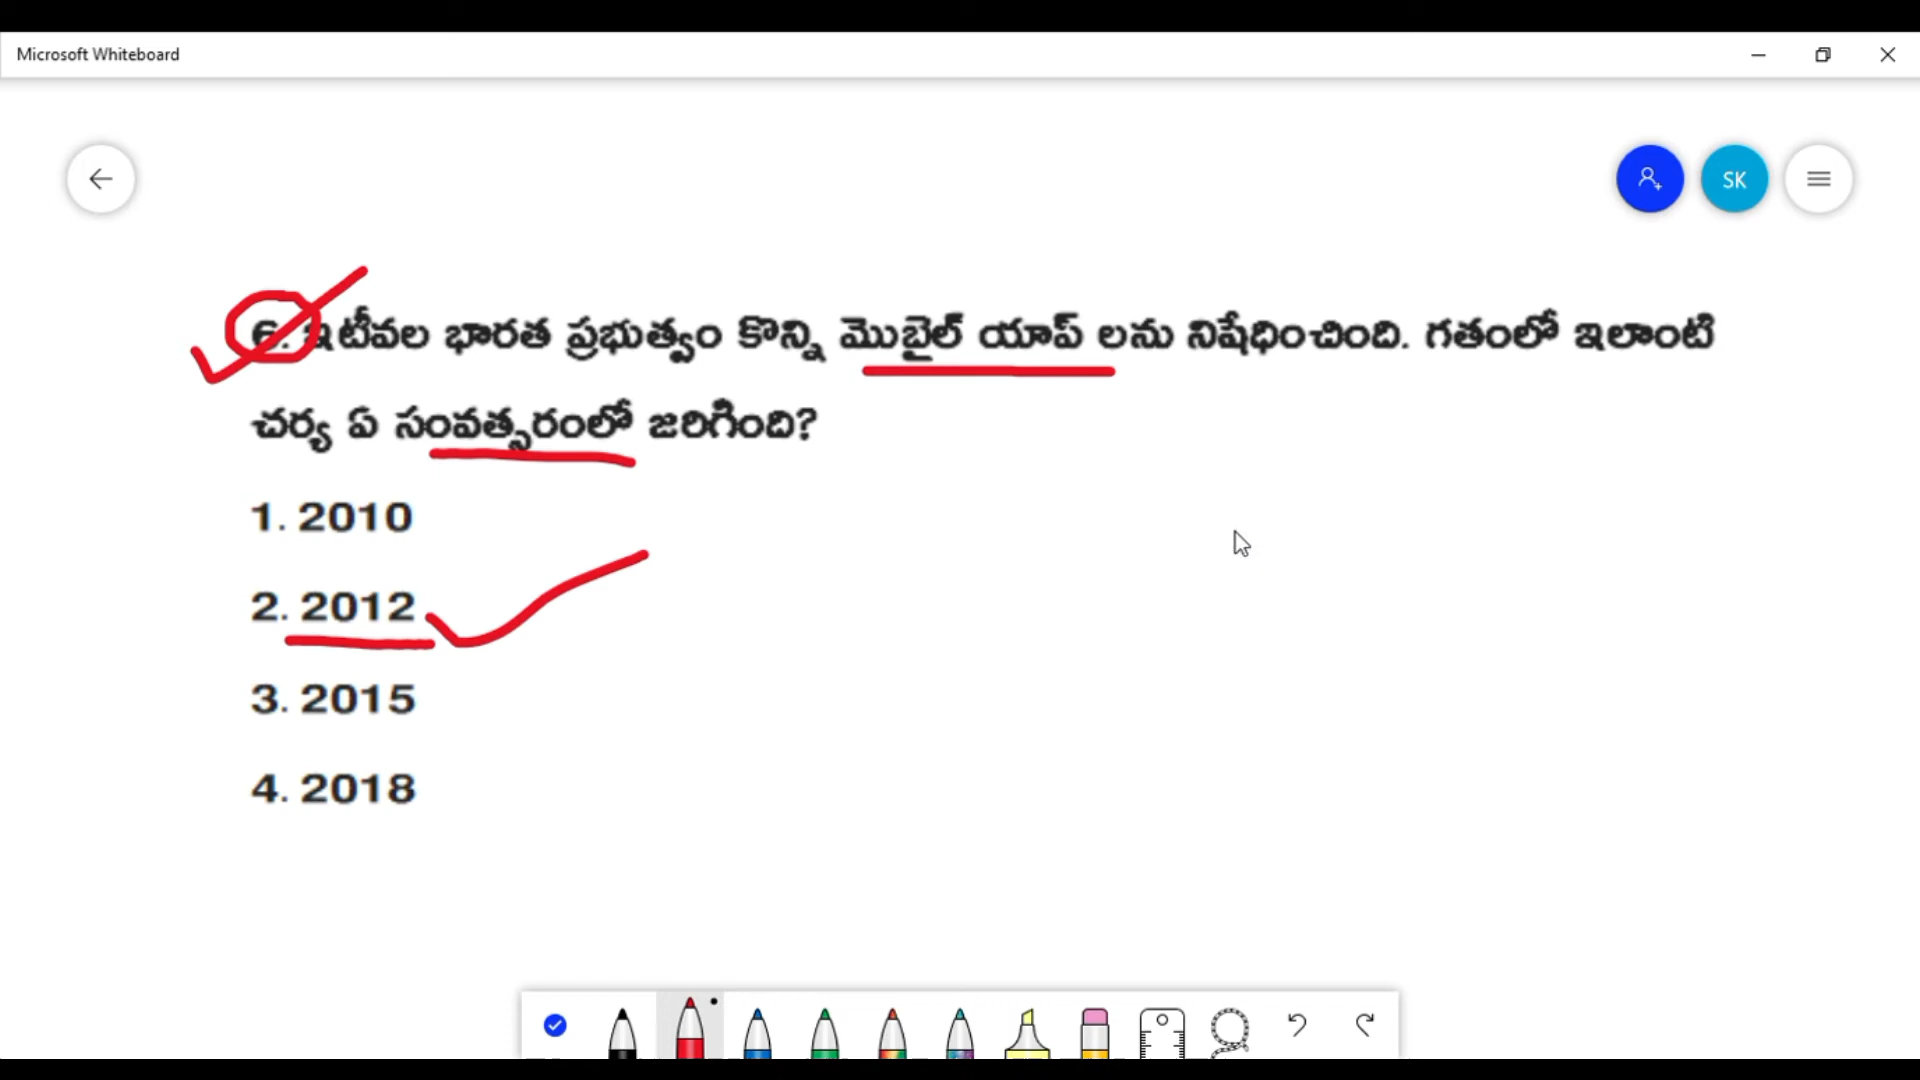 Microsoft Whiteboard
SK
6. ఇటీవల భారత ప్రభుత్వం కొన్ని మొబైల్ యాప్ లను నిషేధించింది. గతంలో ఇలాంటి
చర్య ఏ సంవత్సరంలో జరిగింది?
1. 2010
2. 2012
3. 2015
4. 2018